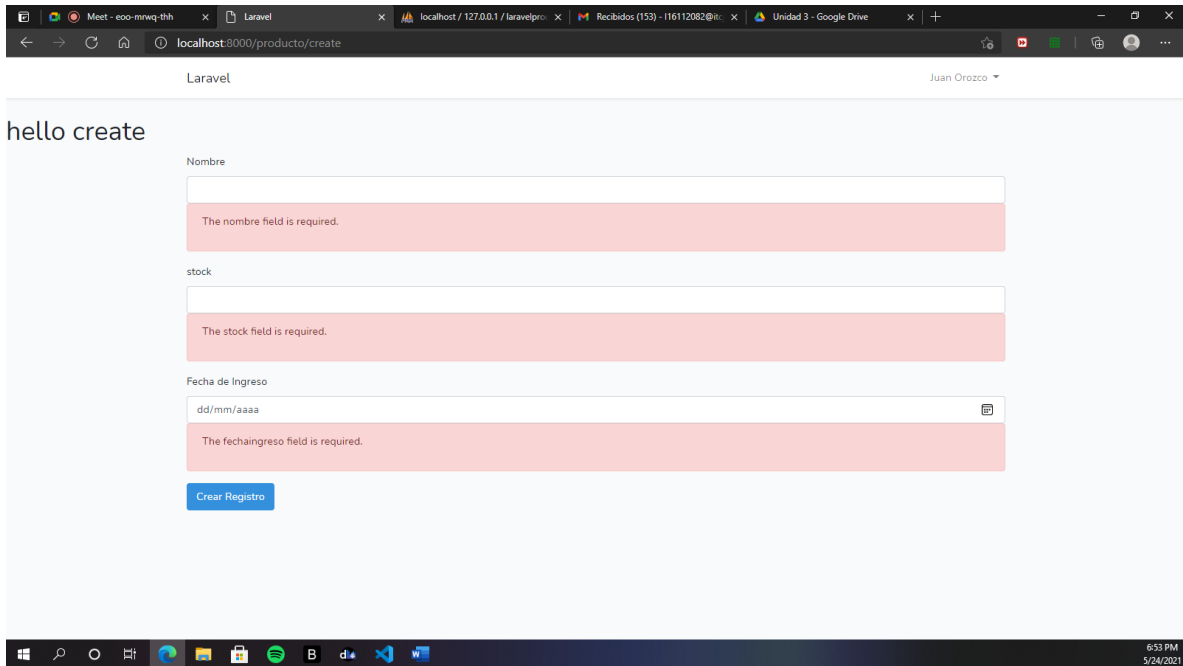 Meet - eoo-mnwq-thh
Laravel
localhost / 127.0.0.1 / laravelpro
Recibidos (153) - l16112082@itc
Unidad 3 - Google Drive
localhost:8000/producto/create
Laravel
Juan Orozco
hello create
Nombre
The nombre field is required.
stock
The stock field is required.
Fecha de Ingreso
dd/mm/aaaa
The fechaingreso field is required.
Crear Registro
6:53 PM
5/24/2021